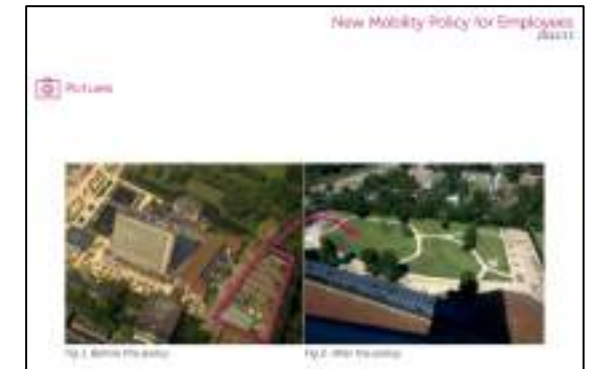 New Mobility Policy for Employees
Pictures
Fig.1: Before the policy
Fig.2: After the policy